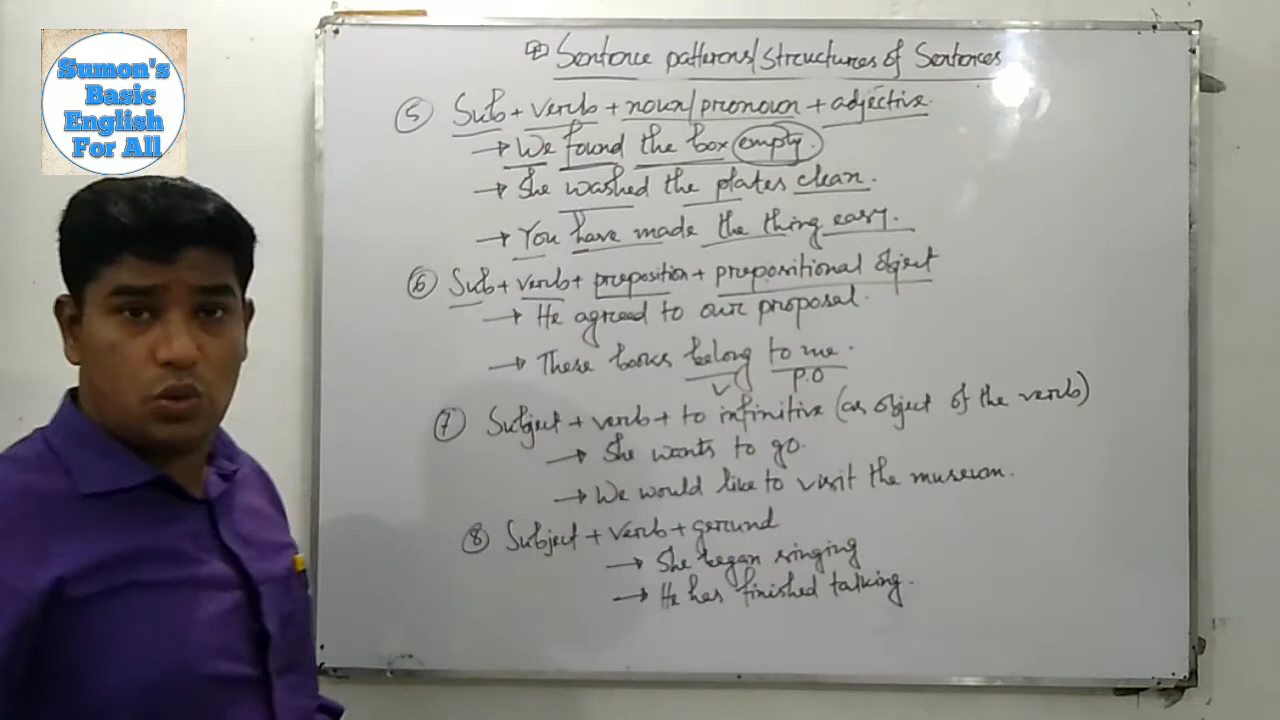 Sumon's
Basic
English
For All
Sentence patterns/Structures of Sentences
5 Sub + verb + noun/pronoun + adjective.
→ We found the box empty.
→ She washed the plates clean.
→ You have made the thing easy.
6 Sub + verb + preposition + prepositional object
→ He agreed to our proposal.
→ These books belong to me.
V P.O
7 Subject + verb + to infinitive (as object of the verb)
→ She wants to go.
→ We would like to visit the museum.
8 Subject + verb + gerund
→ She began singing
→ He has finished talking.